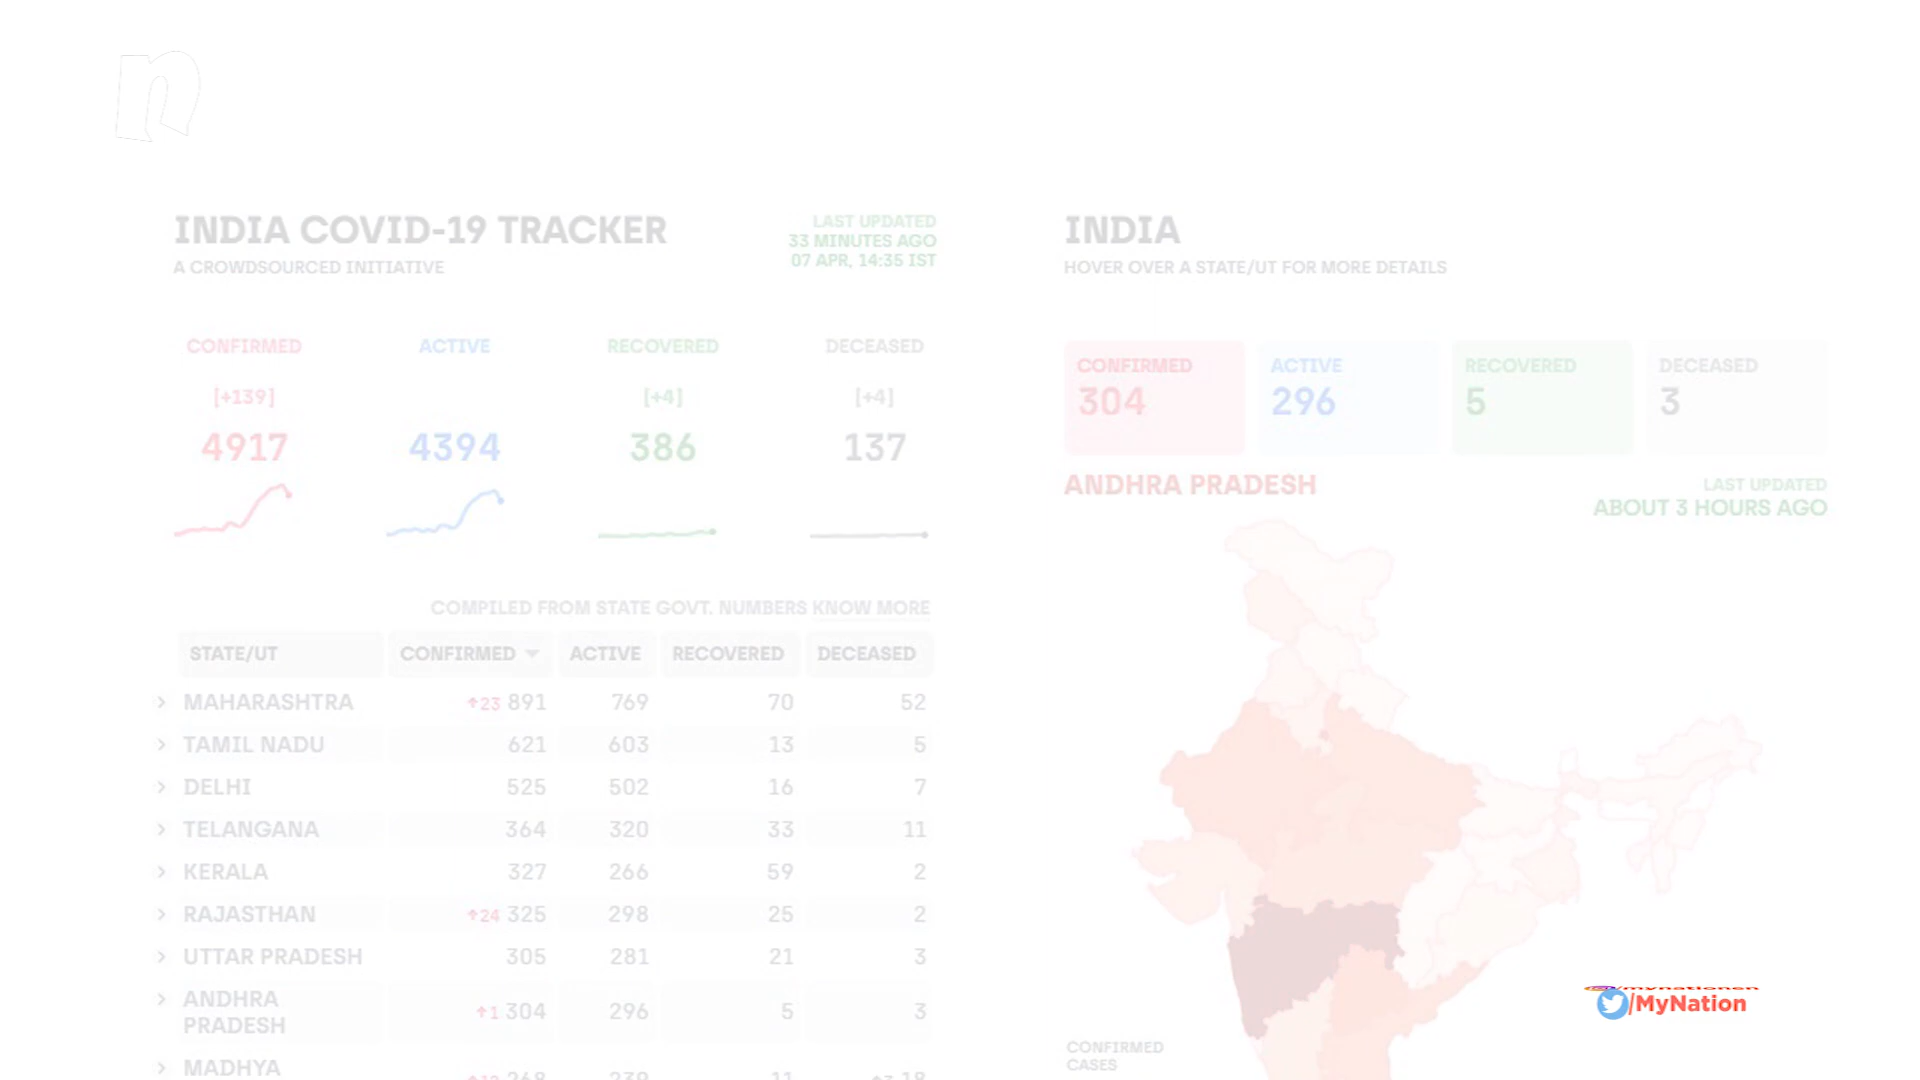 n
INDIA COVID-19 TRACKER
A CROWDSOURCED INITIATIVE
LAST UPDATED
33 MINUTES AGO
07 APR, 14:35 IST
CONFIRMED ACTIVE RECOVERED DECEASED
[+139] [+4] [+4]
4917 4394 386 137
COMPILED FROM STATE GOVT. NUMBERS KNOW MORE
STATE/UT CONFIRMED ACTIVE RECOVERED DECEASED
MAHARASHTRA ↑23 891 769 70 52
TAMIL NADU 621 603 13 5
DELHI 525 502 16 7
TELANGANA 364 320 33 11
KERALA 327 266 59 2
RAJASTHAN ↑24 325 298 25 2
UTTAR PRADESH 305 281 21 3
ANDHRA
PRADESH ↑1 304 296 5 3
MADHYA
INDIA
HOVER OVER A STATE/UT FOR MORE DETAILS
CONFIRMED ACTIVE RECOVERED DECEASED
304 296 5 3
ANDHRA PRADESH
LAST UPDATED
ABOUT 3 HOURS AGO
CONFIRMED
CASES
/MyNation